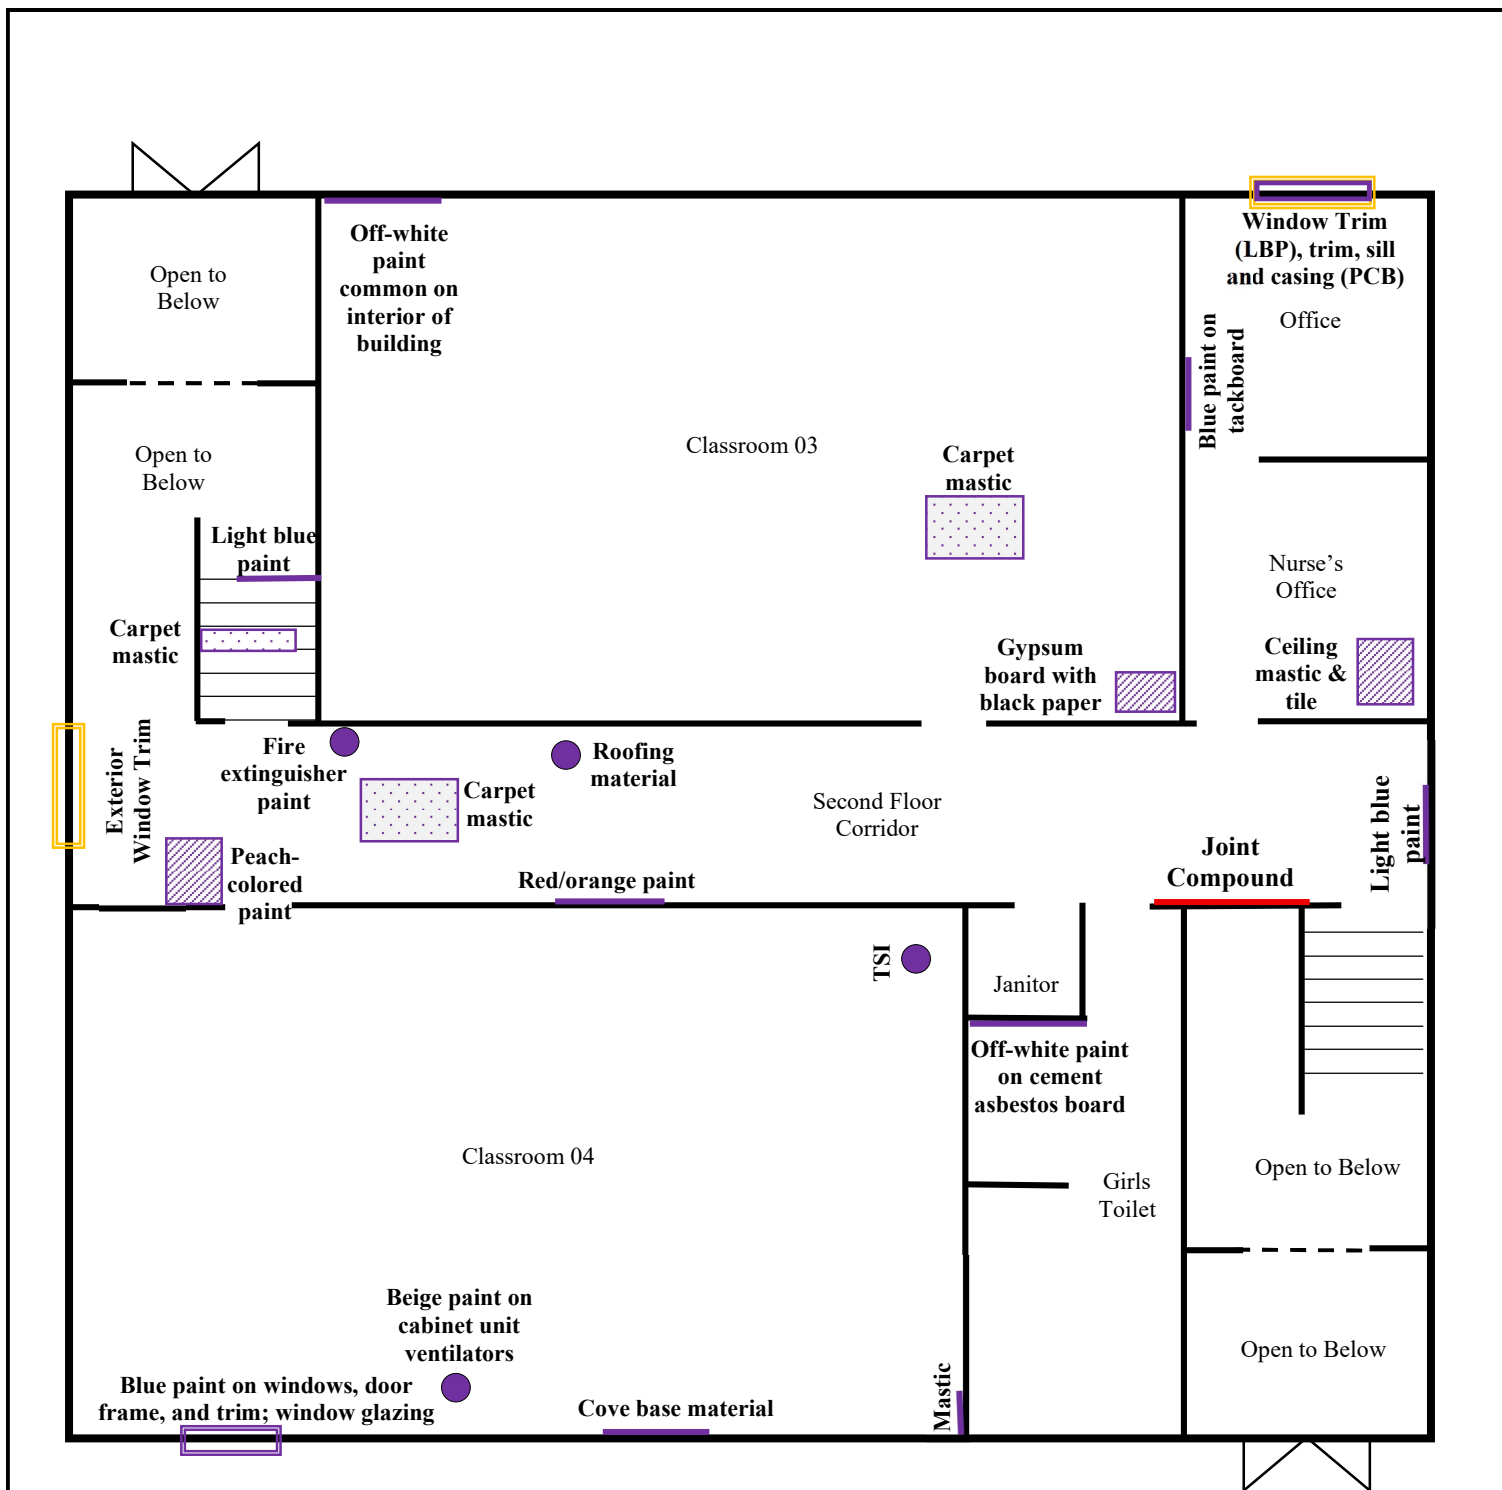 Window Trim
(LBP), trim, sill
and casing (PCB)
Office
Off-white
paint
common on
interior of
building
Open to
Below
Blue paint on
tackboard
Classroom 03
Open to
Below
Carpet
mastic
Light blue
paint
Nurse’s
Office
Carpet
mastic
Gypsum
board with
black paper
Ceiling
mastic &
tile
Exterior
Window Trim
Fire
extinguisher
paint
Roofing
material
Carpet
mastic
Second Floor
Corridor
Light blue
paint
Peach-
colored
paint
Red/orange paint
Joint
Compound
TSI
Janitor
Off-white paint
on cement
asbestos board
Classroom 04
Girls
Toilet
Open to Below
Beige paint on
cabinet unit
ventilators
Open to Below
Blue paint on windows, door
frame, and trim; window glazing
Cove base material
Mastic